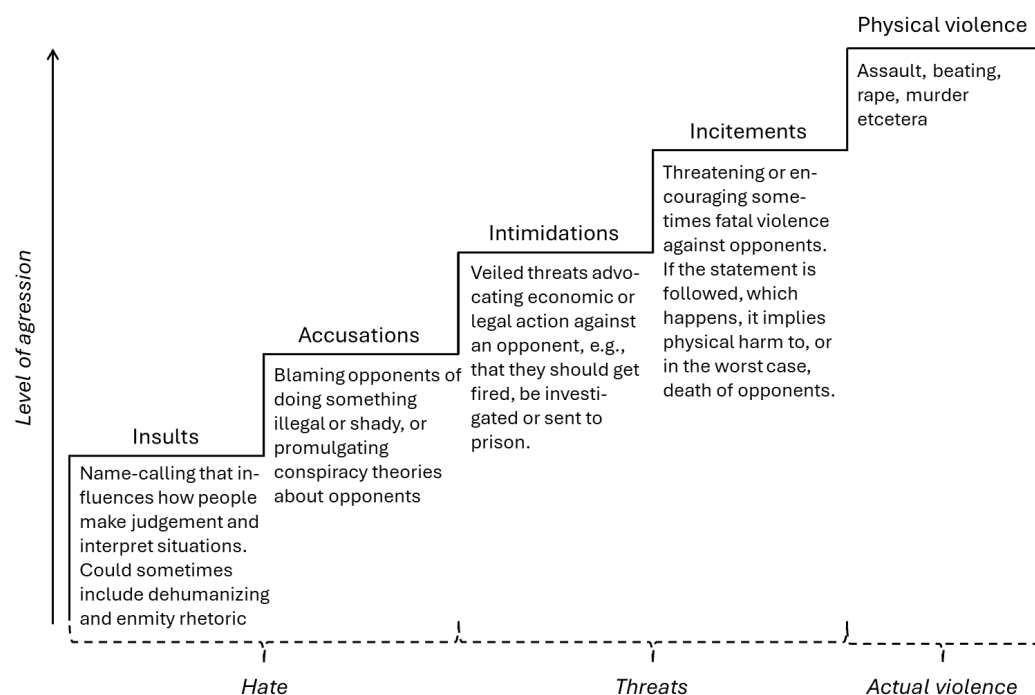 Physical violence
Assault, beating,
rape, murder
etcetera
Incitements
Threatening or en-
couraging some-
times fatal violence
against opponents.
If the statement is
followed, which
happens, it implies
physical harm to, or
in the worst case,
death of opponents.
Intimidations
Veiled threats advo-
cating economic or
legal action against
an opponent, e.g.,
that they should get
fired, be investi-
gated or sent to
prison.
Accusations
Blaming opponents of
doing something
illegal or shady, or
promulgating
conspiracy theories
about opponents
Insults
Name-calling that in-
fluences how people
make judgement and
interpret situations.
Could sometimes
include dehumanizing
and enmity rhetoric
Level of agression
Hate
Threats
Actual violence